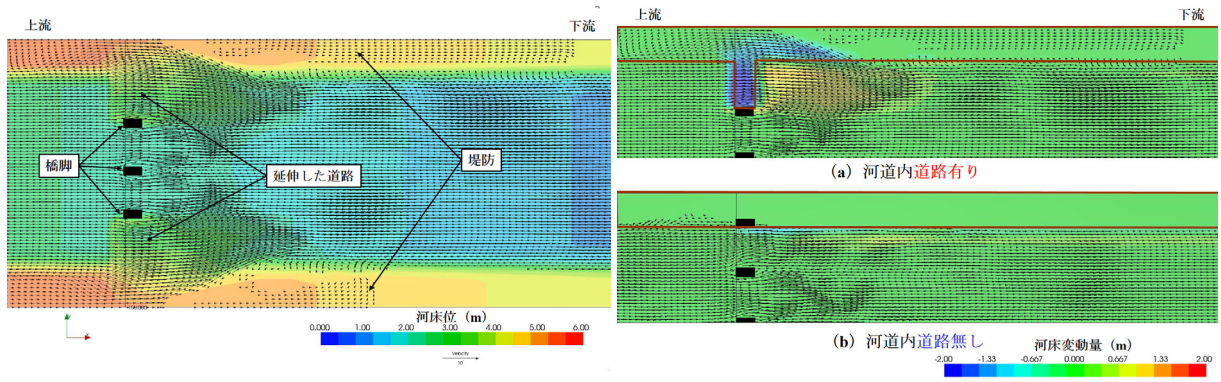 上流
下流
橋脚
延伸した道路
堤防
河床位 (m)
0.000 1.00 2.00 3.00 4.00 5.00 6.00
Velocity
10
上流
下流
(a) 河道内道路有り
(b) 河道内道路無し
河床変動量 (m)
-2.00 -1.33 -0.667 0.000 0.667 1.33 2.00